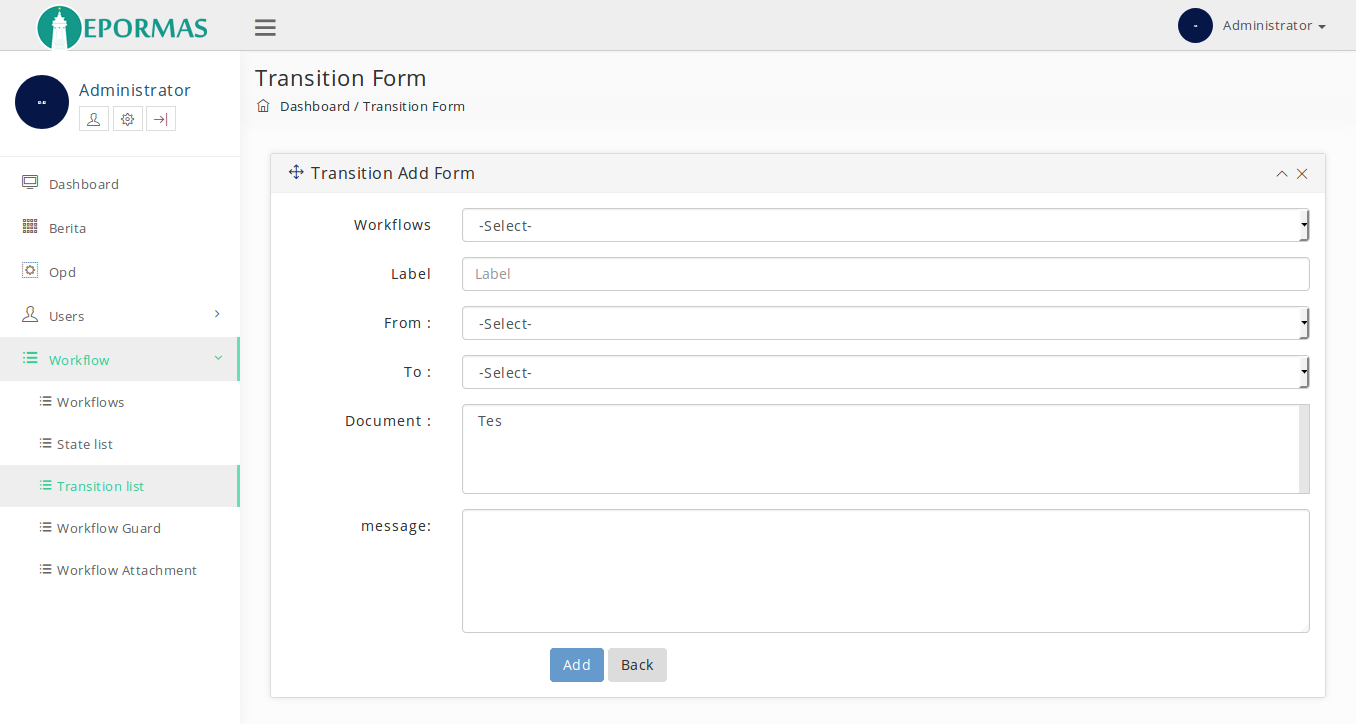 EPORMAS
Administrator
Administrator
Dashboard
Berita
Opd
Users
Workflow
Workflows
State list
Transition list
Workflow Guard
Workflow Attachment
Transition Form
Dashboard / Transition Form
Transition Add Form
Workflows
-Select-
Label
Label
From :
-Select-
To :
-Select-
Document :
Tes
message:
Add
Back